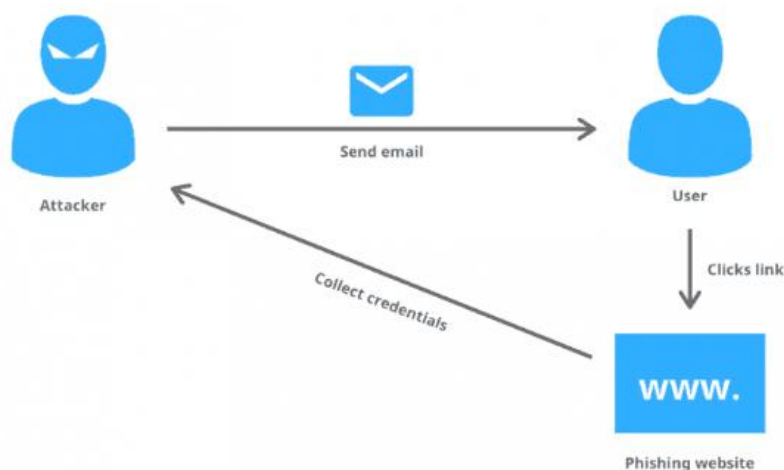 Send email
Attacker
User
Clicks link
Collect credentials
www.
Phishing website